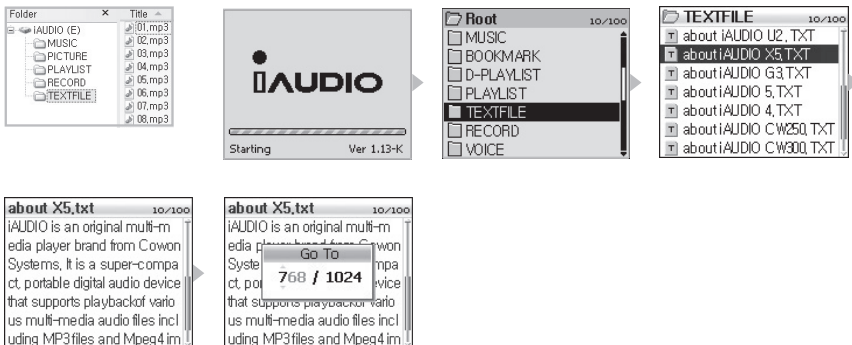 Folder × Title
iAUDIO (E)
MUSIC
PICTURE
PLAYLIST
RECORD
TEXTFILE
01,mp3
02,mp3
03,mp3
04,mp3
05,mp3
06,mp3
07,mp3
08,mp3
iAUDIO
Starting Ver 1.13-K
Root 10/100
MUSIC
BOOKMARK
D-PLAYLIST
PLAYLIST
TEXTFILE
RECORD
VOICE
TEXTFILE 10/100
about iAUDIO U2, TXT
about iAUDIO X5, TXT
about iAUDIO G3, TXT
about iAUDIO 5, TXT
about iAUDIO 4, TXT
about iAUDIO CW250, TXT
about iAUDIO CW300, TXT
about X5,txt 10/100
iAUDIO is an original multi-m
edia player brand from Cowon
Systems, It is a super-compa
ct, portable digital audio device
that supports playbackof vario
us multi-media audio files incl
uding MP3 files and Mpeg4 im
about X5,txt 10/100
iAUDIO is an original multi-m
edia
Go To
768 / 1024
that supports playbackof vario
us multi-media audio files incl
uding MP3 files and Mpeg4 im